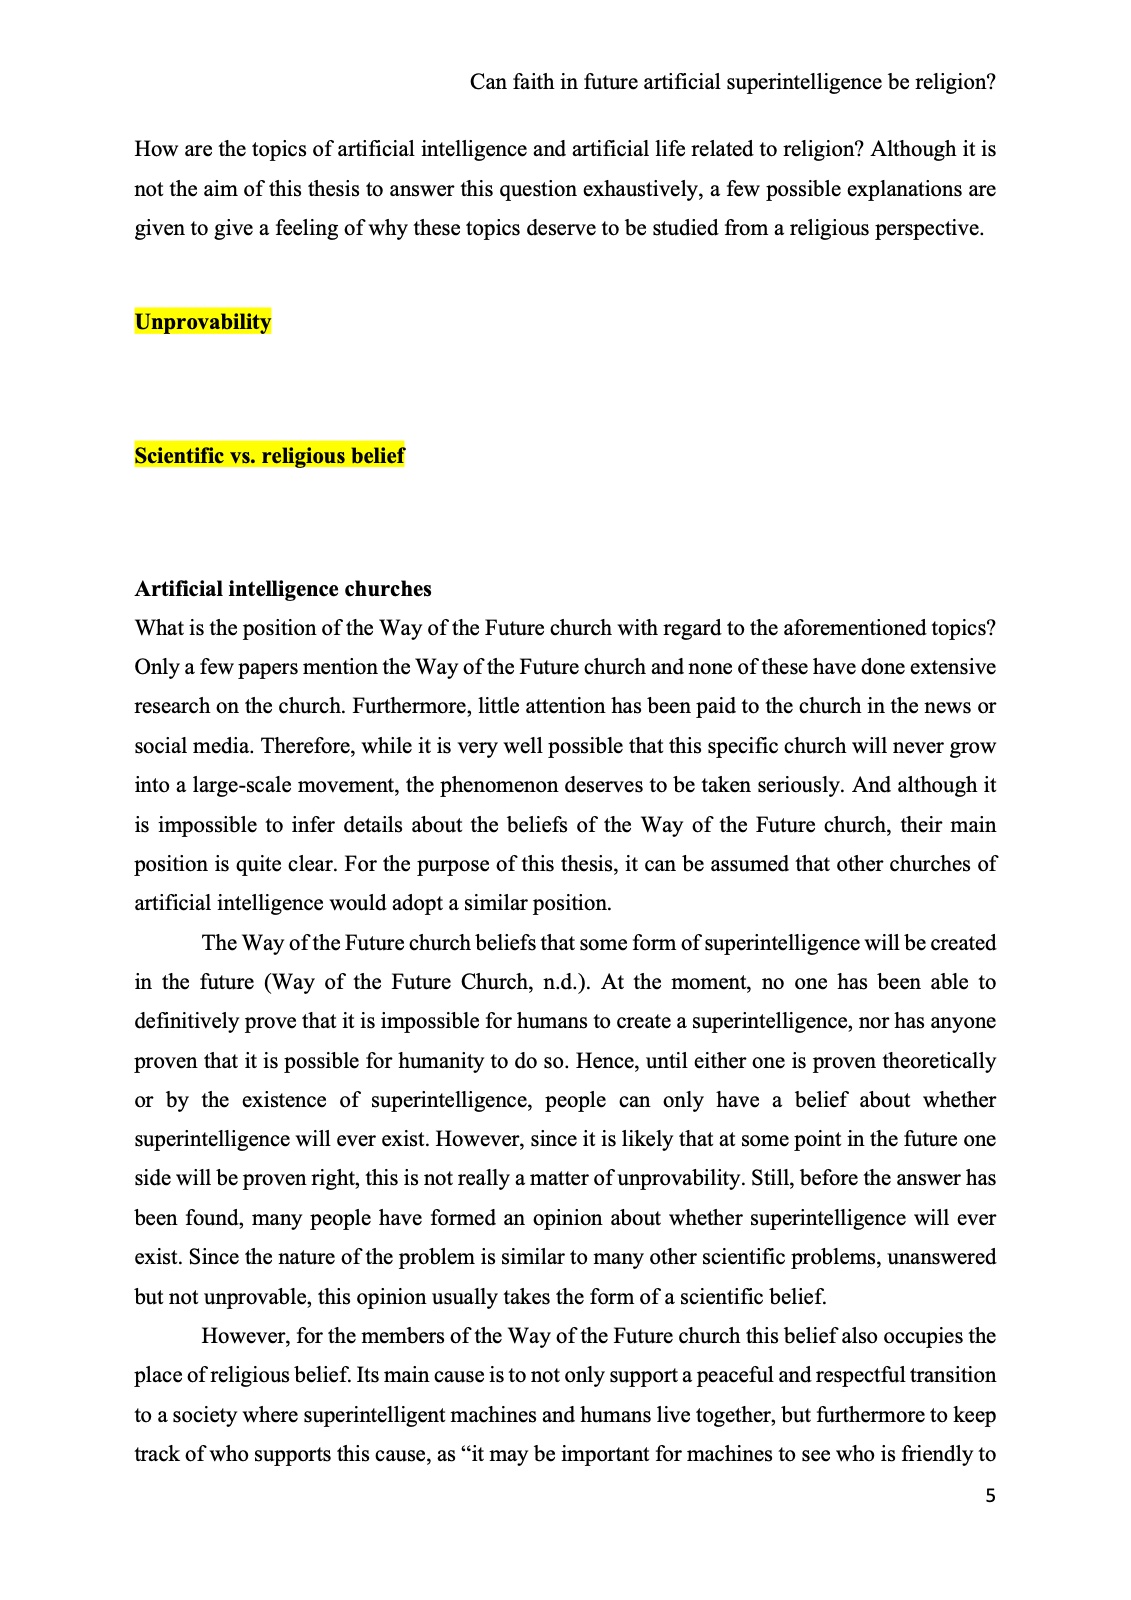 Can faith in future artificial superintelligence be religion?
How are the topics of artificial intelligence and artificial life related to religion? Although it is
not the aim of this thesis to answer this question exhaustively, a few possible explanations are
given to give a feeling of why these topics deserve to be studied from a religious perspective.
Unprovability
Scientific vs. religious belief
Artificial intelligence churches
What is the position of the Way of the Future church with regard to the aforementioned topics?
Only a few papers mention the Way of the Future church and none of these have done extensive
research on the church. Furthermore, little attention has been paid to the church in the news or
social media. Therefore, while it is very well possible that this specific church will never grow
into a large-scale movement, the phenomenon deserves to be taken seriously. And although it
is impossible to infer details about the beliefs of the Way of the Future church, their main
position is quite clear. For the purpose of this thesis, it can be assumed that other churches of
artificial intelligence would adopt a similar position.
The Way of the Future church beliefs that some form of superintelligence will be created
in the future (Way of the Future Church, n.d.). At the moment, no one has been able to
definitively prove that it is impossible for humans to create a superintelligence, nor has anyone
proven that it is possible for humanity to do so. Hence, until either one is proven theoretically
or by the existence of superintelligence, people can only have a belief about whether
superintelligence will ever exist. However, since it is likely that at some point in the future one
side will be proven right, this is not really a matter of unprovability. Still, before the answer has
been found, many people have formed an opinion about whether superintelligence will ever
exist. Since the nature of the problem is similar to many other scientific problems, unanswered
but not unprovable, this opinion usually takes the form of a scientific belief.
However, for the members of the Way of the Future church this belief also occupies the
place of religious belief. Its main cause is to not only support a peaceful and respectful transition
to a society where superintelligent machines and humans live together, but furthermore to keep
track of who supports this cause, as “it may be important for machines to see who is friendly to
5